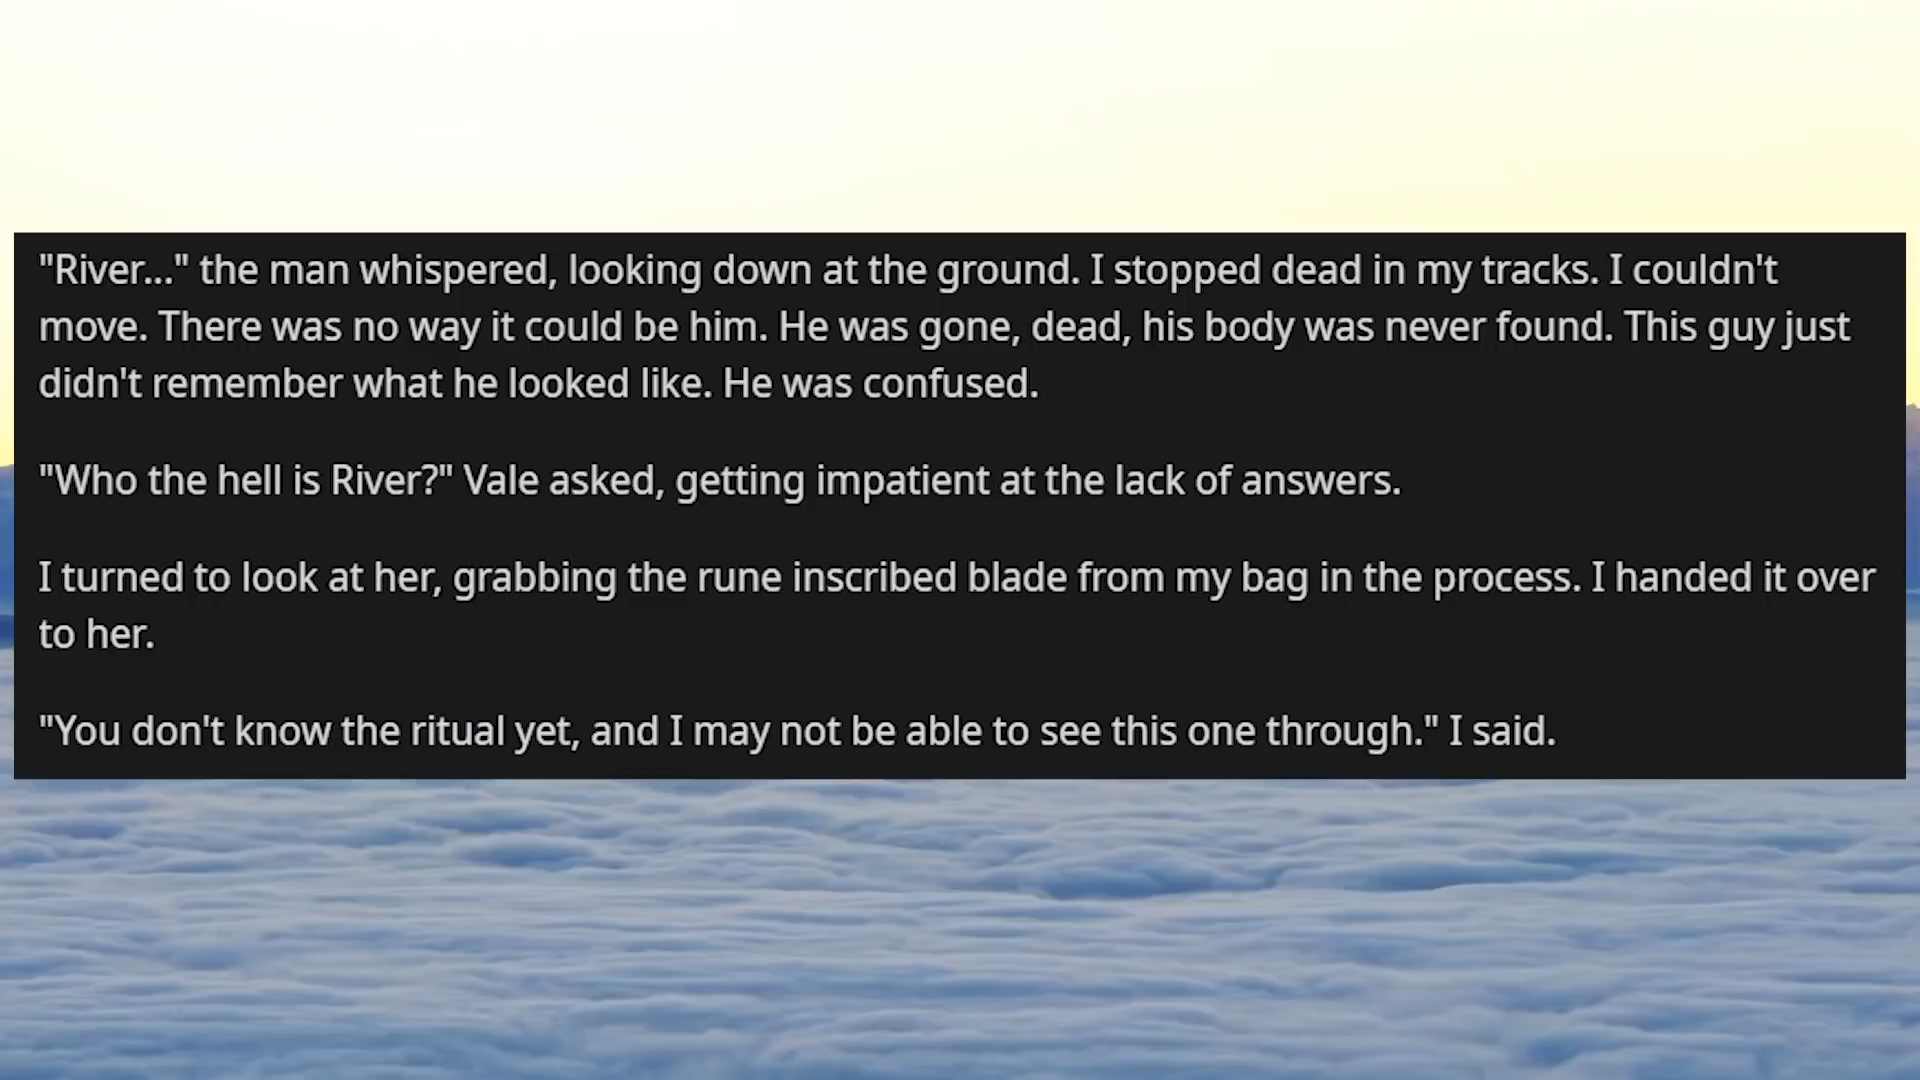 "River..." the man whispered, looking down at the ground. I stopped dead in my tracks. I couldn't
move. There was no way it could be him. He was gone, dead, his body was never found. This guy just
didn't remember what he looked like. He was confused.
"Who the hell is River?" Vale asked, getting impatient at the lack of answers.
I turned to look at her, grabbing the rune inscribed blade from my bag in the process. I handed it over
to her.
"You don't know the ritual yet, and I may not be able to see this one through." I said.